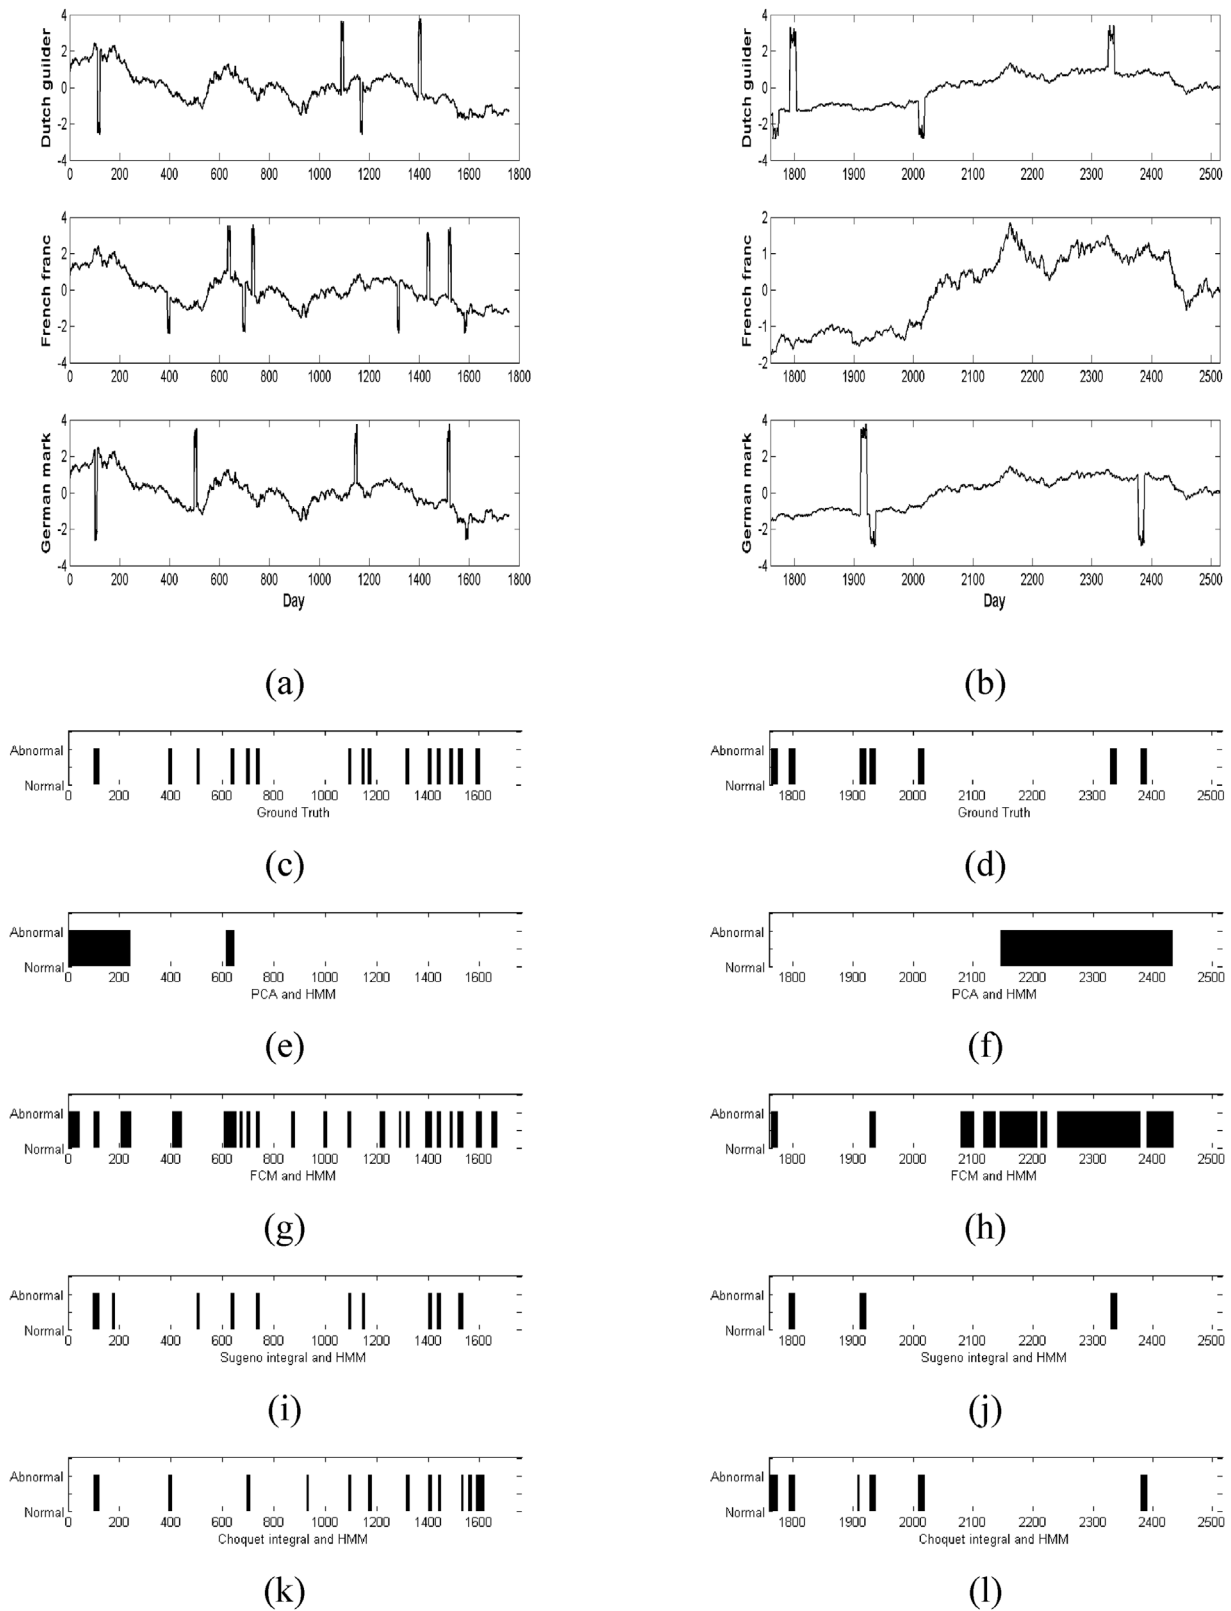 Dutch guilder
4
2
0
-2
-4
0 200 400 600 800 1000 1200 1400 1600 1800
French franc
4
2
0
-2
-4
0 200 400 600 800 1000 1200 1400 1600 1800
German mark
4
2
0
-2
-4
0 200 400 600 800 1000 1200 1400 1600 1800
Day
(a)
Dutch guilder
4
2
0
-2
-4
1800 1900 2000 2100 2200 2300 2400 2500
French franc
2
1
0
-1
-2
1800 1900 2000 2100 2200 2300 2400 2500
German mark
4
2
0
-2
-4
1800 1900 2000 2100 2200 2300 2400 2500
Day
(b)
Abnormal
Normal
0 200 400 600 800 1000 1200 1400 1600
Ground Truth
(c)
Abnormal
Normal
1800 1900 2000 2100 2200 2300 2400 2500
Ground Truth
(d)
Abnormal
Normal
0 200 400 600 800 1000 1200 1400 1600
PCA and HMM
(e)
Abnormal
Normal
1800 1900 2000 2100 2200 2300 2400 2500
PCA and HMM
(f)
Abnormal
Normal
0 200 400 600 800 1000 1200 1400 1600
FCM and HMM
(g)
Abnormal
Normal
1800 1900 2000 2100 2200 2300 2400 2500
FCM and HMM
(h)
Abnormal
Normal
0 200 400 600 800 1000 1200 1400 1600
Sugeno integral and HMM
(i)
Abnormal
Normal
1800 1900 2000 2100 2200 2300 2400 2500
Sugeno integral and HMM
(j)
Abnormal
Normal
0 200 400 600 800 1000 1200 1400 1600
Choquet integral and HMM
(k)
Abnormal
Normal
1800 1900 2000 2100 2200 2300 2400 2500
Choquet integral and HMM
(l)